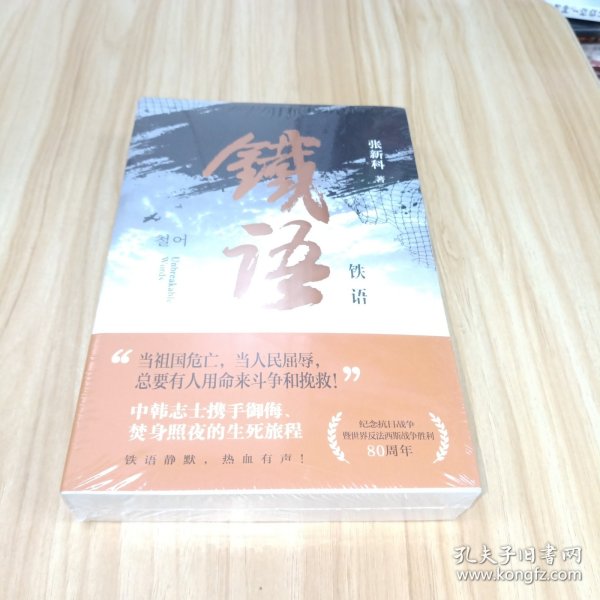 鐵語
张新科 著
철어
Unbreakable
Words
铁语
“当祖国危亡，当人民屈辱，
总要有人用命来斗争和挽救！”
中韩志士携手御侮、
焚身照夜的生死旅程
铁语静默，热血有声！
纪念抗日战争
暨世界反法西斯战争胜利
80周年
孔夫子旧书网
www.kongfz.com